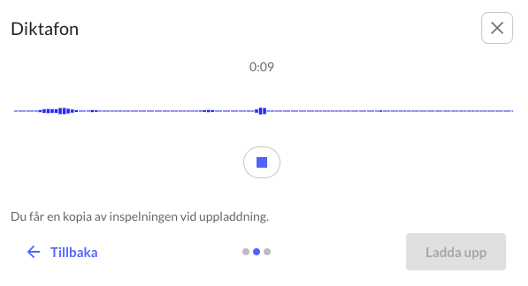 Diktafon
0:09
Du får en kopia av inspelningen vid uppladdning.
Tillbaka
Ladda upp